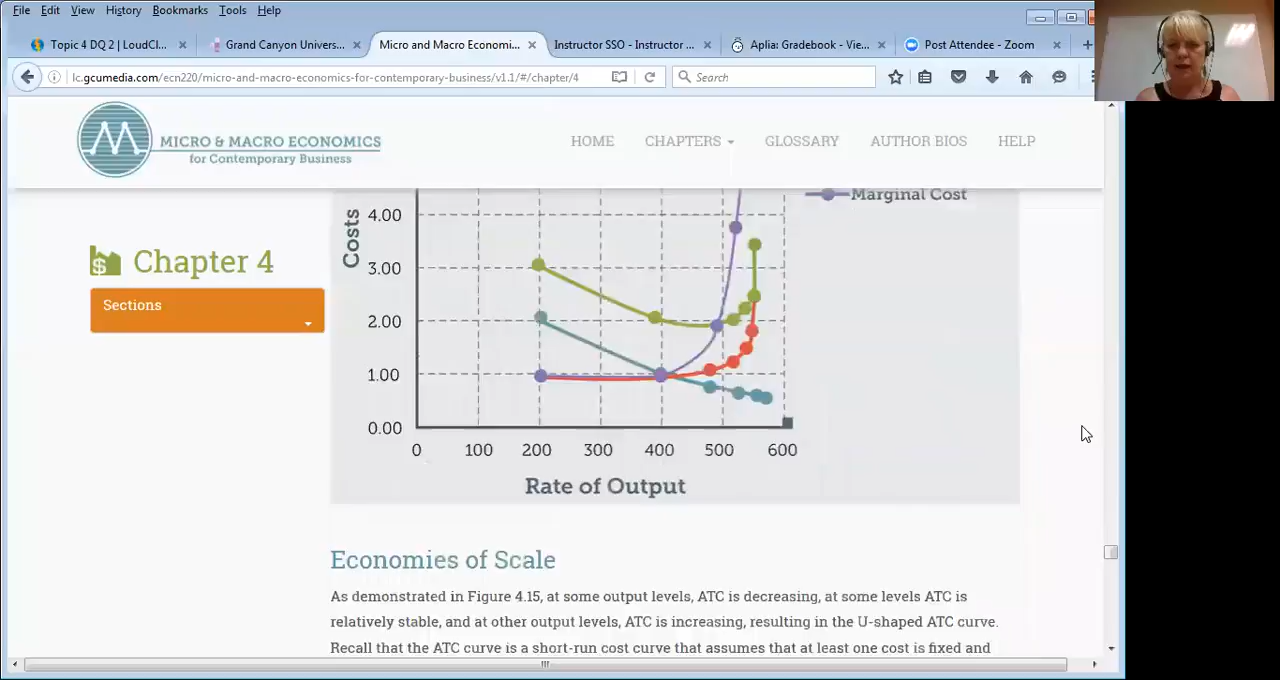 File Edit View History Bookmarks Tools Help
Topic 4 DQ 2 | LoudCl... × Grand Canyon Univers... × Micro and Macro Economi... × Instructor SSO - Instructor ... × Aplia: Gradebook - Vie... × Post Attendee - Zoom × +
lc.gcumedia.com/ecn220/micro-and-macro-economics-for-contemporary-business/v1.1/#/chapter/4 Search
MICRO & MACRO ECONOMICS
for Contemporary Business
HOME CHAPTERS GLOSSARY AUTHOR BIOS HELP
Marginal Cost
Chapter 4
Sections
Costs
4.00
3.00
2.00
1.00
0.00
0 100 200 300 400 500 600
Rate of Output
Economies of Scale
As demonstrated in Figure 4.15, at some output levels, ATC is decreasing, at some levels ATC is
relatively stable, and at other output levels, ATC is increasing, resulting in the U-shaped ATC curve.
Recall that the ATC curve is a short-run cost curve that assumes that at least one cost is fixed and